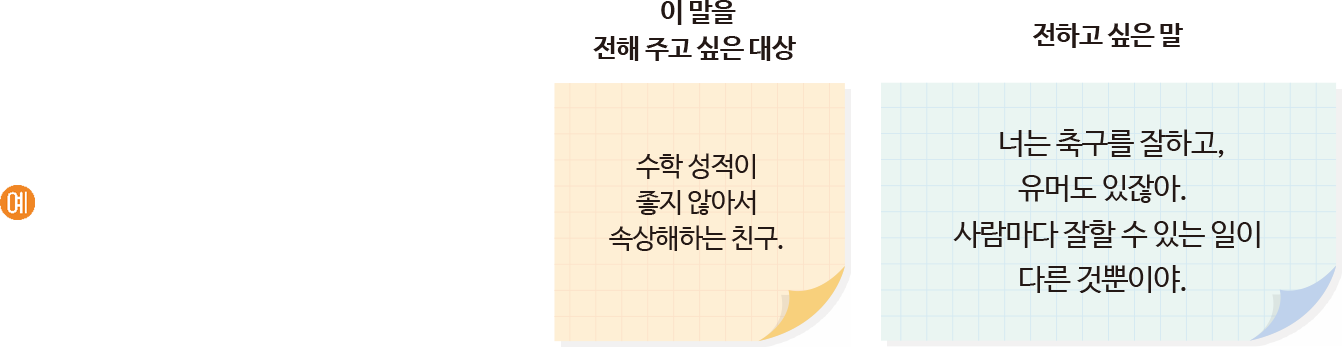 이 말을
전해 주고 싶은 대상
전하고 싶은 말
예
수학 성적이
좋지 않아서
속상해하는 친구.
너는 축구를 잘하고,
유머도 있잖아.
사람마다 잘할 수 있는 일이
다른 것뿐이야.